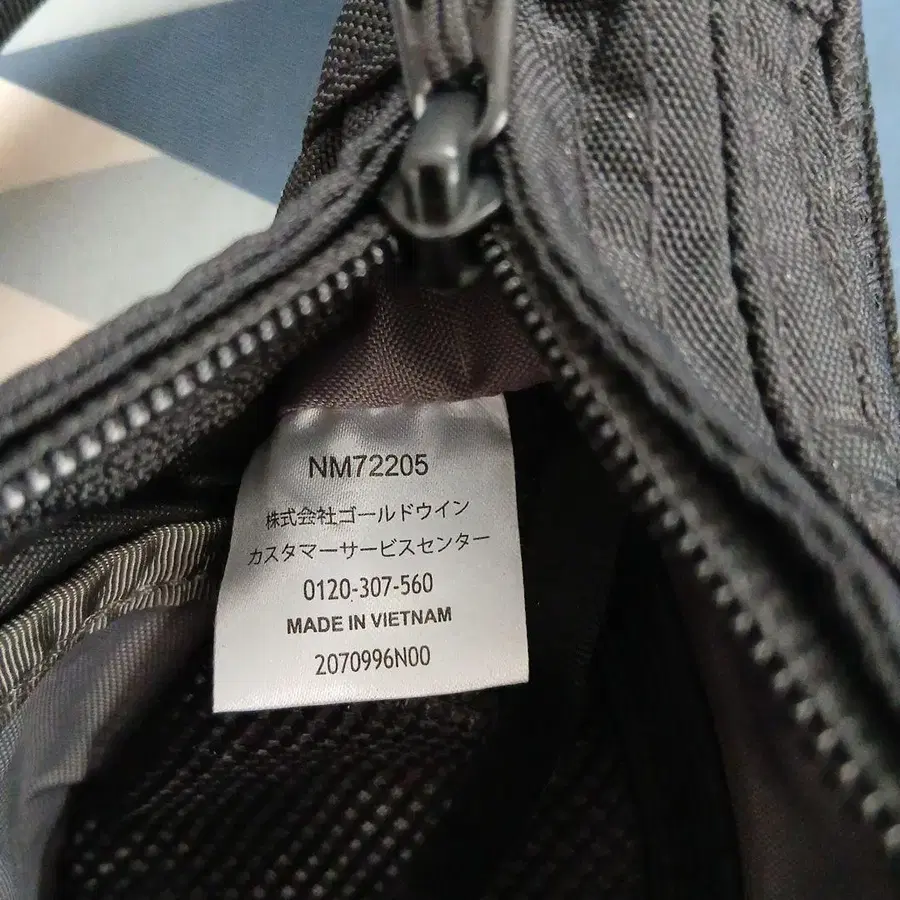 NM72205
株式会社ゴールドウイン
カスタマーサービスセンター
0120-307-560
MADE IN VIETNAM
2070996N00